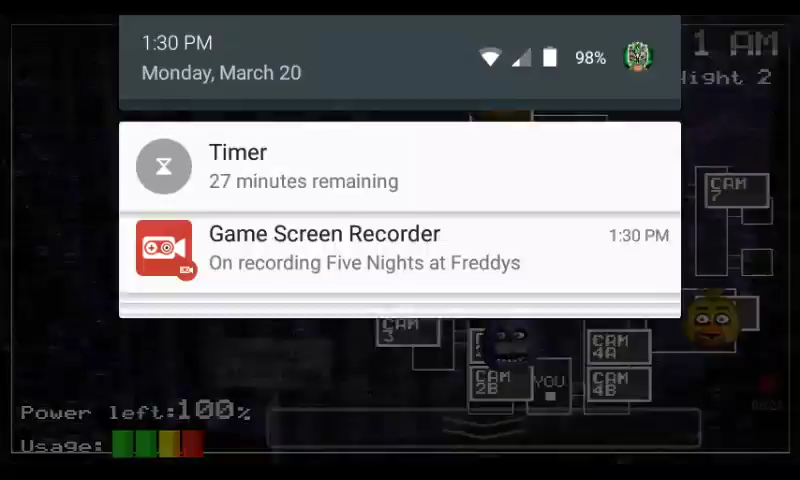 1:30 PM
Monday, March 20
98%
1 AM
Night 2
Timer
27 minutes remaining
Game Screen Recorder
1:30 PM
On recording Five Nights at Freddys
CAM
7
CAM
3
CAM
4A
CAM
2B
YOU
CAM
4B
Power left:100%
Usage: